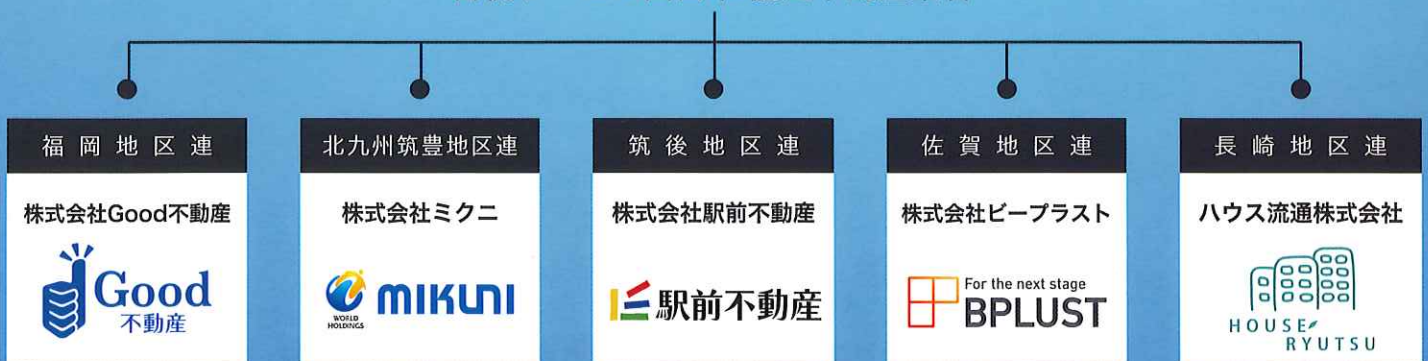 福岡地区連
株式会社Good不動産
Good
不動産
北九州筑豊地区連
株式会社ミクニ
WORLD
HOLDINGS
MIKUNI
筑後地区連
株式会社駅前不動産
駅前不動産
佐賀地区連
株式会社ビープラスト
For the next stage
BPLUST
長崎地区連
ハウス流通株式会社
HOUSE
RYUTSU